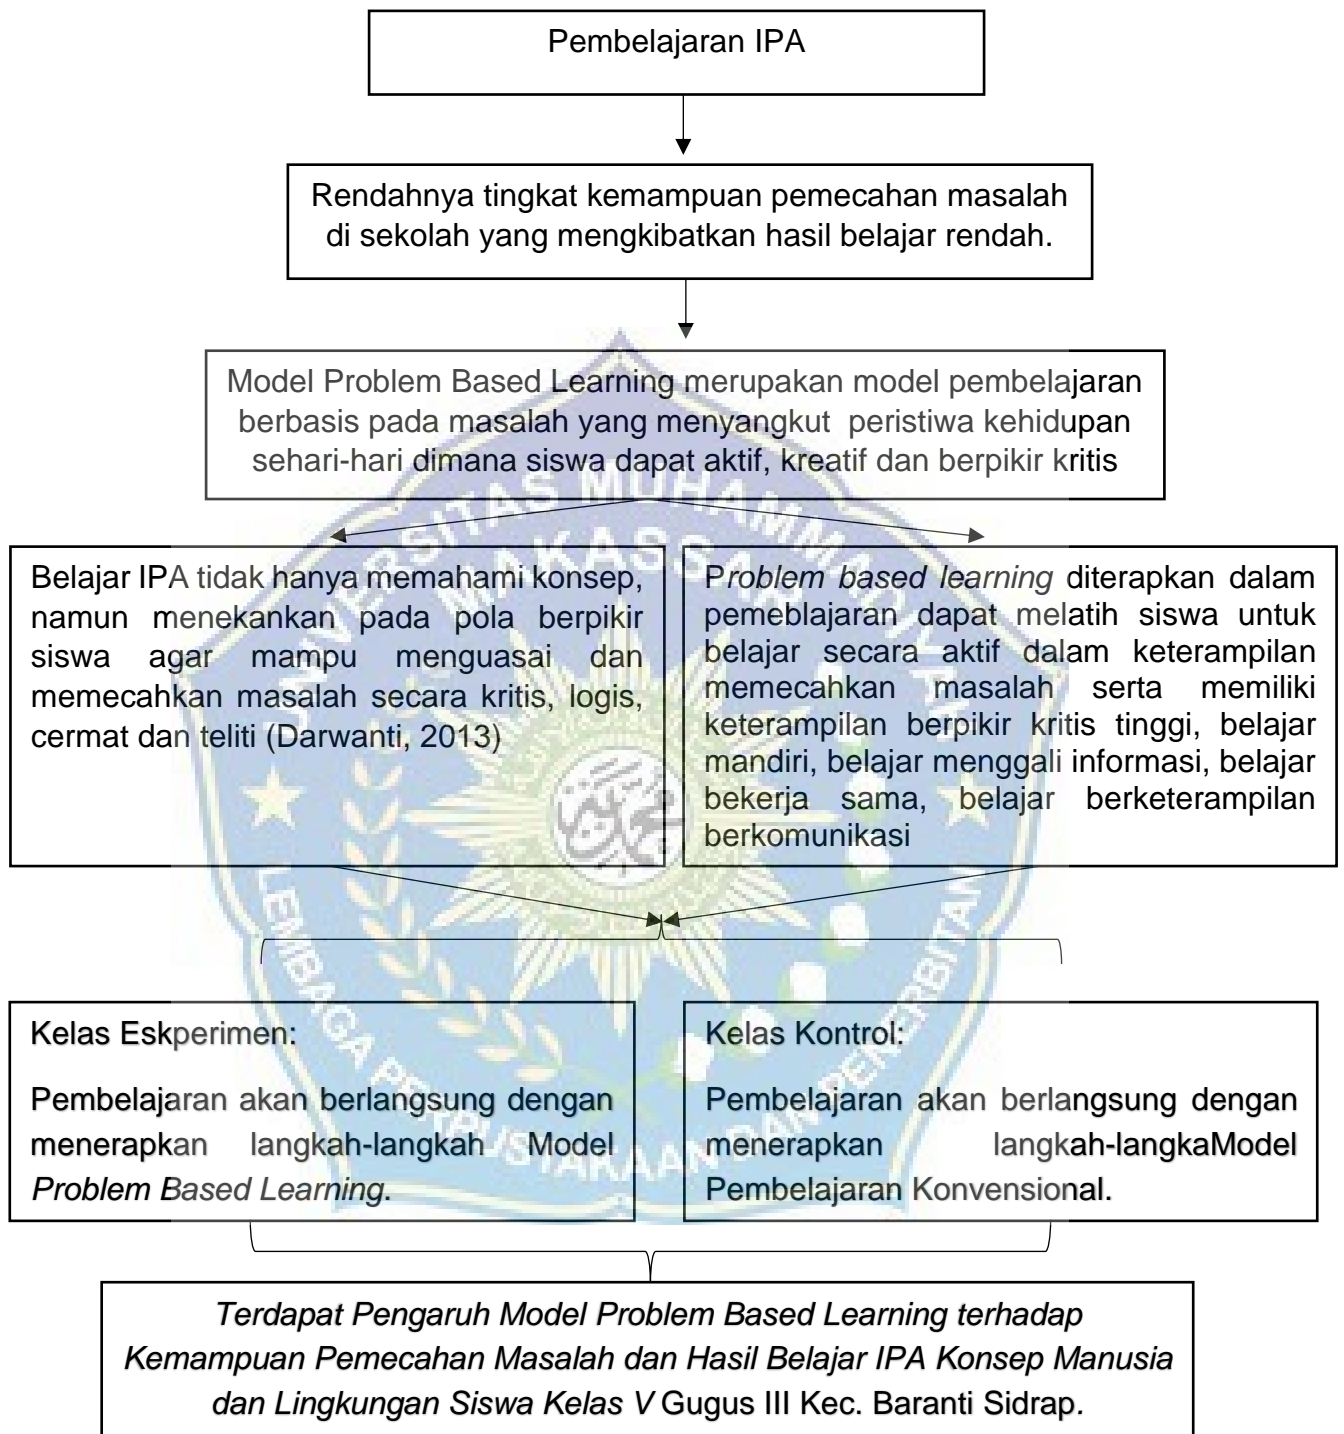 Pembelajaran IPA
Rendahnya tingkat kemampuan pemecahan masalah
di sekolah yang mengkibatkan hasil belajar rendah.
Model Problem Based Learning merupakan model pembelajaran
berbasis pada masalah yang menyangkut peristiwa kehidupan
sehari-hari dimana siswa dapat aktif, kreatif dan berpikir kritis
UNIVERSITAS MUHAMMADIYAH
MAKASSAR
Belajar IPA tidak hanya memahami konsep,
namun menekankan pada pola berpikir
siswa agar mampu menguasai dan
memecahkan masalah secara kritis, logis,
cermat dan teliti (Darwanti, 2013)
Problem based learning diterapkan dalam
pemeblajaran dapat melatih siswa untuk
belajar secara aktif dalam keterampilan
memecahkan masalah serta memiliki
keterampilan berpikir kritis tinggi, belajar
mandiri, belajar menggali informasi, belajar
bekerja sama, belajar berketerampilan
berkomunikasi
LEMBAGA PERPUSTAKAAN DAN PENERBITAN
Kelas Eskperimen:
Pembelajaran akan berlangsung dengan
menerapkan langkah-langkah Model
Problem Based Learning.
Kelas Kontrol:
Pembelajaran akan berlangsung dengan
menerapkan langkah-langkaModel
Pembelajaran Konvensional.
Terdapat Pengaruh Model Problem Based Learning terhadap
Kemampuan Pemecahan Masalah dan Hasil Belajar IPA Konsep Manusia
dan Lingkungan Siswa Kelas V Gugus III Kec. Baranti Sidrap.